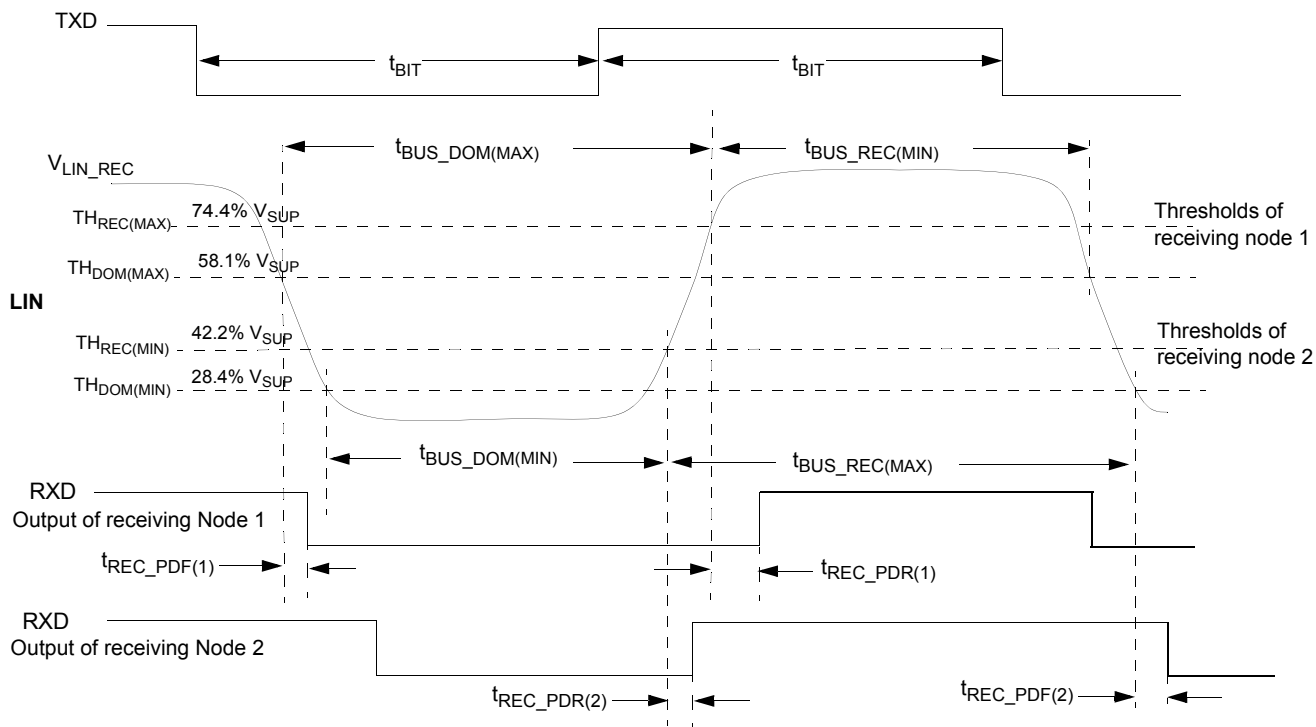 TXD
tBIT
tBIT
tBUS_DOM(MAX)
tBUS_REC(MIN)
VLIN_REC
THREC(MAX)
74.4% VSUP
Thresholds of
receiving node 1
THDOM(MAX)
58.1% VSUP
LIN
THREC(MIN)
42.2% VSUP
Thresholds of
receiving node 2
THDOM(MIN)
28.4% VSUP
tBUS_DOM(MIN)
tBUS_REC(MAX)
RXD
Output of receiving Node 1
tREC_PDF(1)
tREC_PDR(1)
RXD
Output of receiving Node 2
tREC_PDR(2)
tREC_PDF(2)